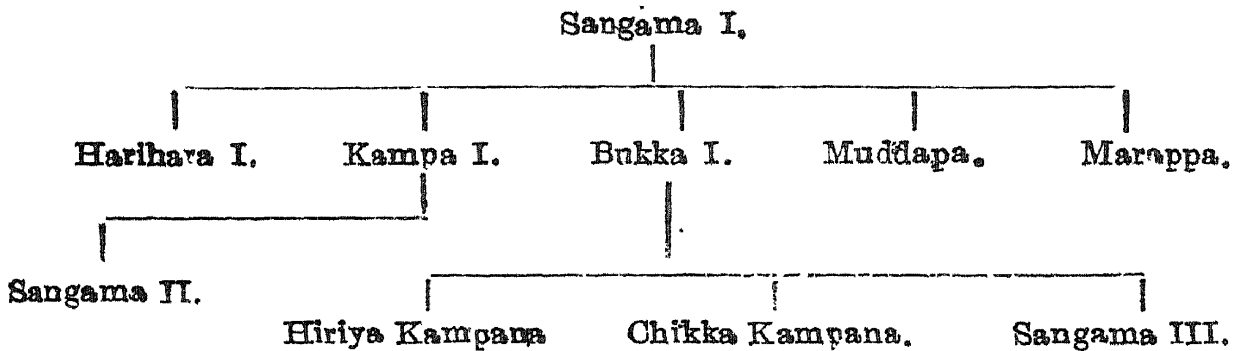 Sangama I.
Harihara I. Kampa I. Bukka I. Muddapa. Marappa.
Sangama II.
Hiriya Kampana Chikka Kampana. Sangama III.